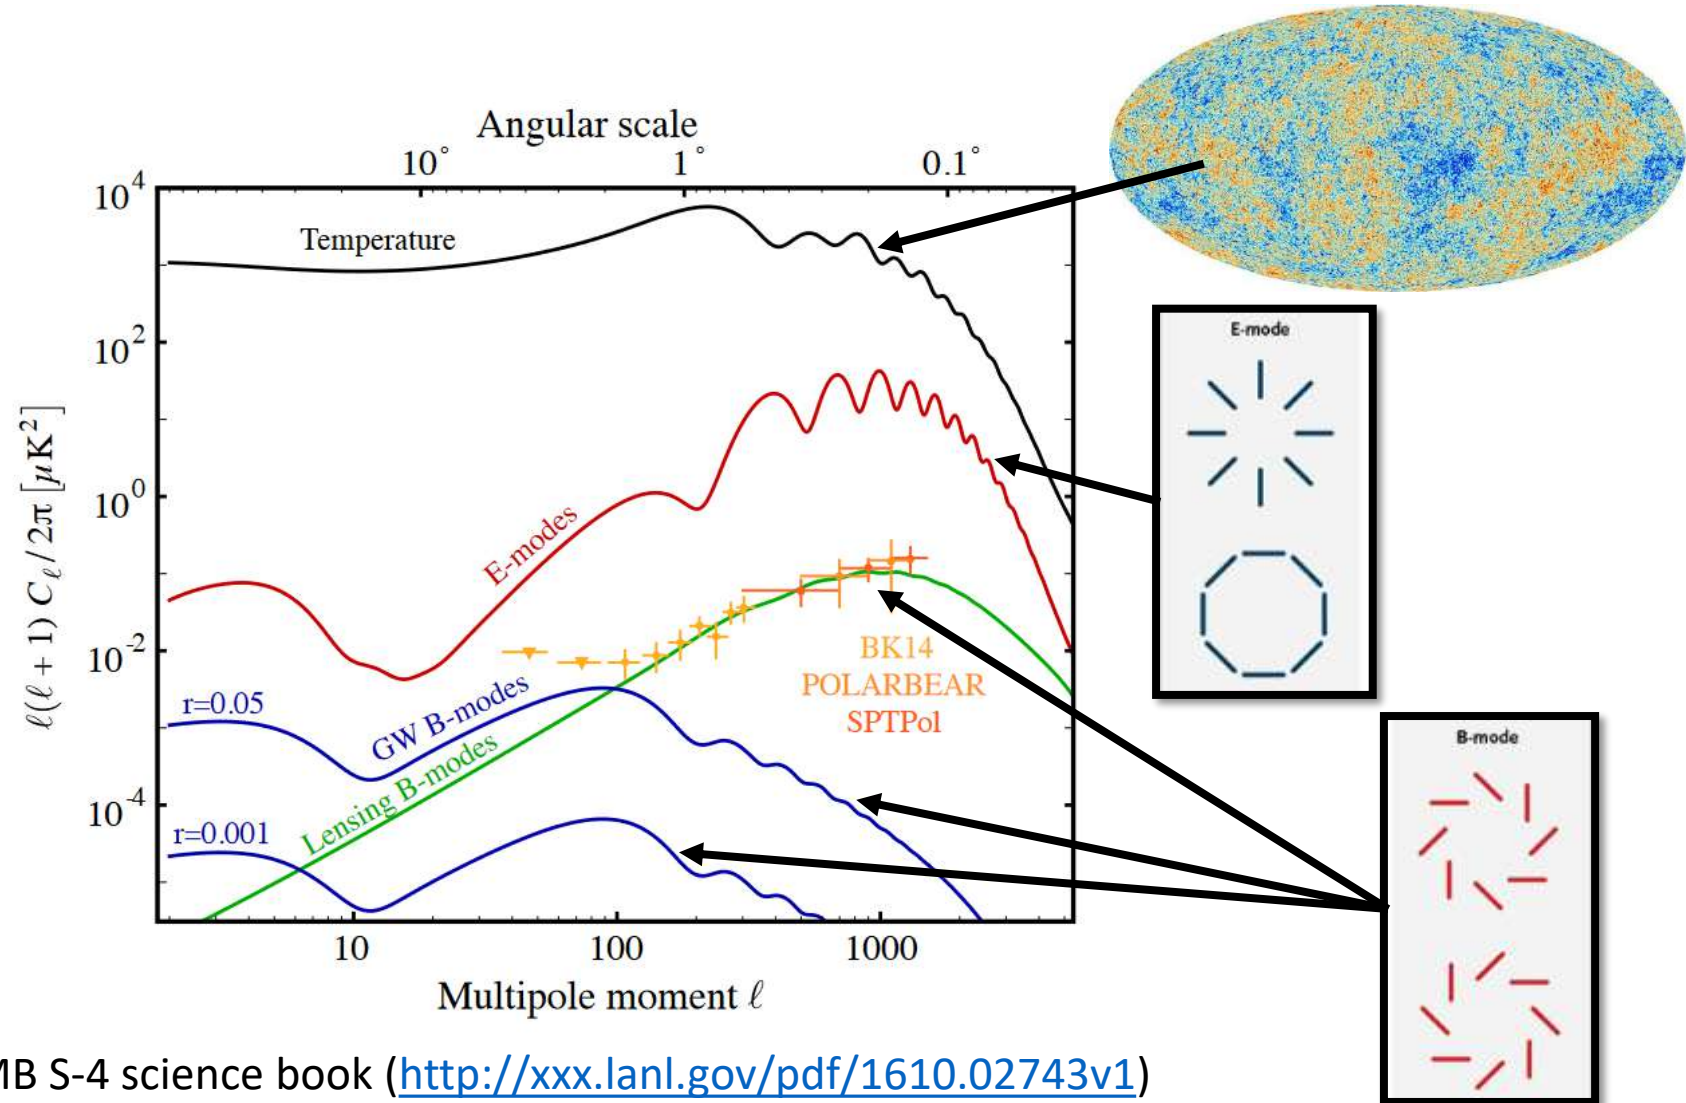 Angular scale
10° 1° 0.1°
10^4
10^2
10^0
10^-2
10^-4
ℓ(ℓ + 1) C_ℓ/2π [μK^2]
Temperature
E-modes
r=0.05
GW B-modes
Lensing B-modes
r=0.001
BK14
POLARBEAR
SPTPol
10 100 1000
Multipole moment ℓ
E-mode
B-mode
MB S-4 science book (http://xxx.lanl.gov/pdf/1610.02743v1)